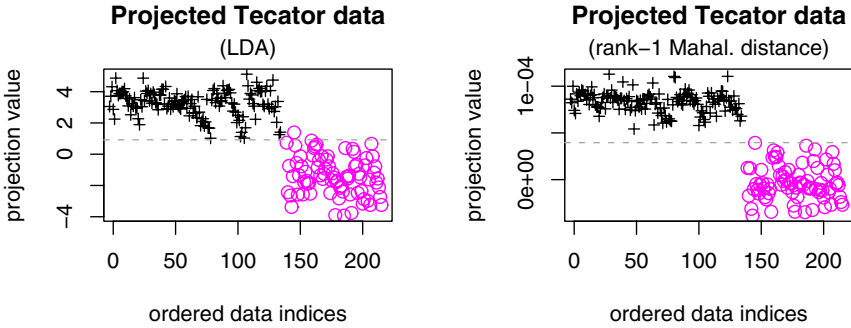 Projected Tecator data
(LDA)
projection value
4
2
0
−4
0
50
100
150
200
ordered data indices
Projected Tecator data
(rank−1 Mahal. distance)
projection value
1e−04
0e+00
0
50
100
150
200
ordered data indices